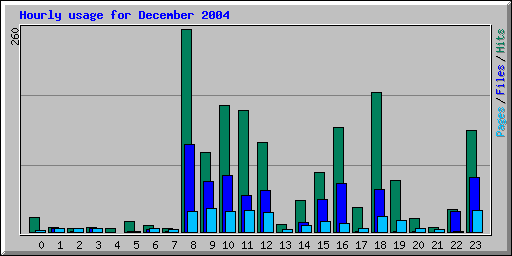 Hourly usage for December 2004
260
Pages / Files / Hits
0 1 2 3 4 5 6 7 8 9 10 11 12 13 14 15 16 17 18 19 20 21 22 23